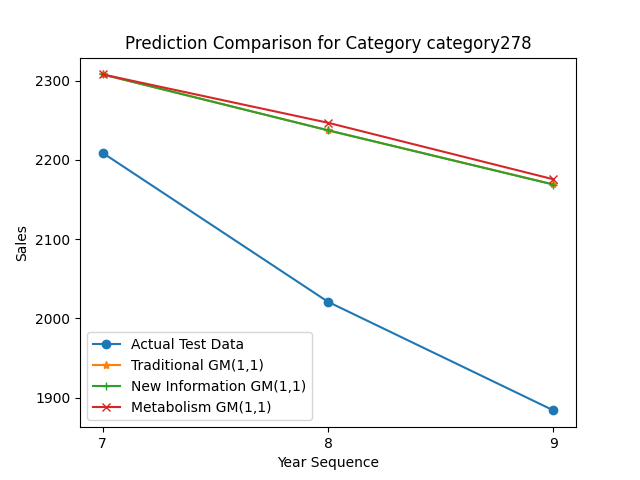 Prediction Comparison for Category category278
2300
2200
2100
2000
1900
Sales
Actual Test Data
Traditional GM(1,1)
New Information GM(1,1)
Metabolism GM(1,1)
7
8
9
Year Sequence